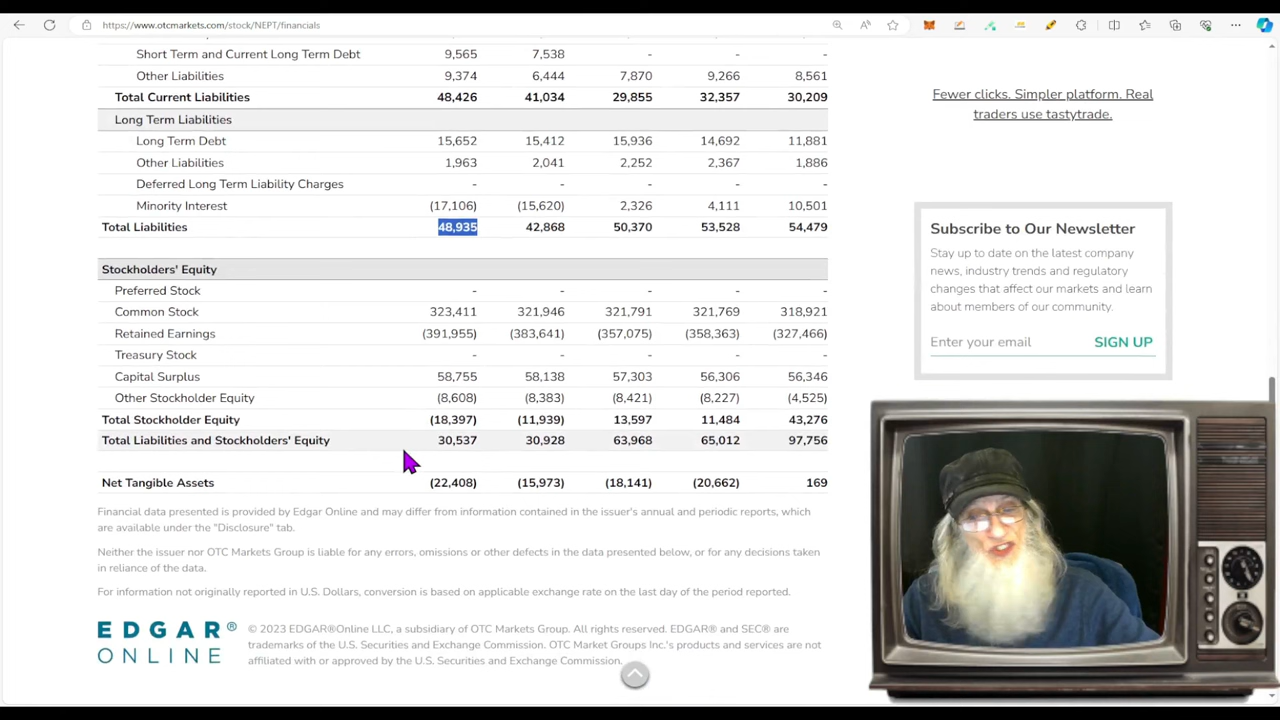 https://www.otcmarkets.com/stock/NEPT/financials
Short Term and Current Long Term Debt 9,565 7,538 - - -
Other Liabilities 9,374 6,444 7,870 9,266 8,561
Total Current Liabilities 48,426 41,034 29,855 32,357 30,209
Long Term Liabilities
Long Term Debt 15,652 15,412 15,936 14,692 11,881
Other Liabilities 1,963 2,041 2,252 2,367 1,886
Deferred Long Term Liability Charges - - - - -
Minority Interest (17,106) (15,620) 2,326 4,111 10,501
Total Liabilities 48,935 42,868 50,370 53,528 54,479
Stockholders' Equity
Preferred Stock - - - - -
Common Stock 323,411 321,946 321,791 321,769 318,921
Retained Earnings (391,955) (383,641) (357,075) (358,363) (327,466)
Treasury Stock - - - - -
Capital Surplus 58,755 58,138 57,303 56,306 56,346
Other Stockholder Equity (8,608) (8,383) (8,421) (8,227) (4,525)
Total Stockholder Equity (18,397) (11,939) 13,597 11,484 43,276
Total Liabilities and Stockholders' Equity 30,537 30,928 63,968 65,012 97,756
Net Tangible Assets (22,408) (15,973) (18,141) (20,662) 169
Financial data presented is provided by Edgar Online and may differ from information contained in the issuer's annual and periodic reports, which
are available under the "Disclosure" tab.
Neither the issuer nor OTC Markets Group is liable for any errors, omissions or other defects in the data presented below, or for any decisions taken
in reliance of the data.
For information not originally reported in U.S. Dollars, conversion is based on applicable exchange rate on the last day of the period reported.
EDGAR®
ONLINE
© 2023 EDGAR®Online LLC, a subsidiary of OTC Markets Group. All rights reserved. EDGAR® and SEC® are
trademarks of the U.S. Securities and Exchange Commission. OTC Market Groups Inc.'s products and services are not
affiliated with or approved by the U.S. Securities and Exchange Commission.
Fewer clicks. Simpler platform. Real
traders use tastytrade.
Subscribe to Our Newsletter
Stay up to date on the latest company
news, industry trends and regulatory
changes that affect our markets and learn
about members of our community.
Enter your email SIGN UP